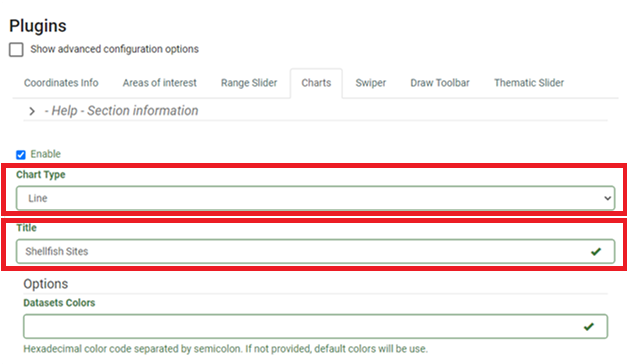 Plugins
Show advanced configuration options
Coordinates Info Areas of interest Range Slider Charts Swiper Draw Toolbar Thematic Slider
- Help - Section information
Enable
Chart Type
Line
Title
Shellfish Sites
Options
Datasets Colors
Hexadecimal color code separated by semicolon. If not provided, default colors will be use.